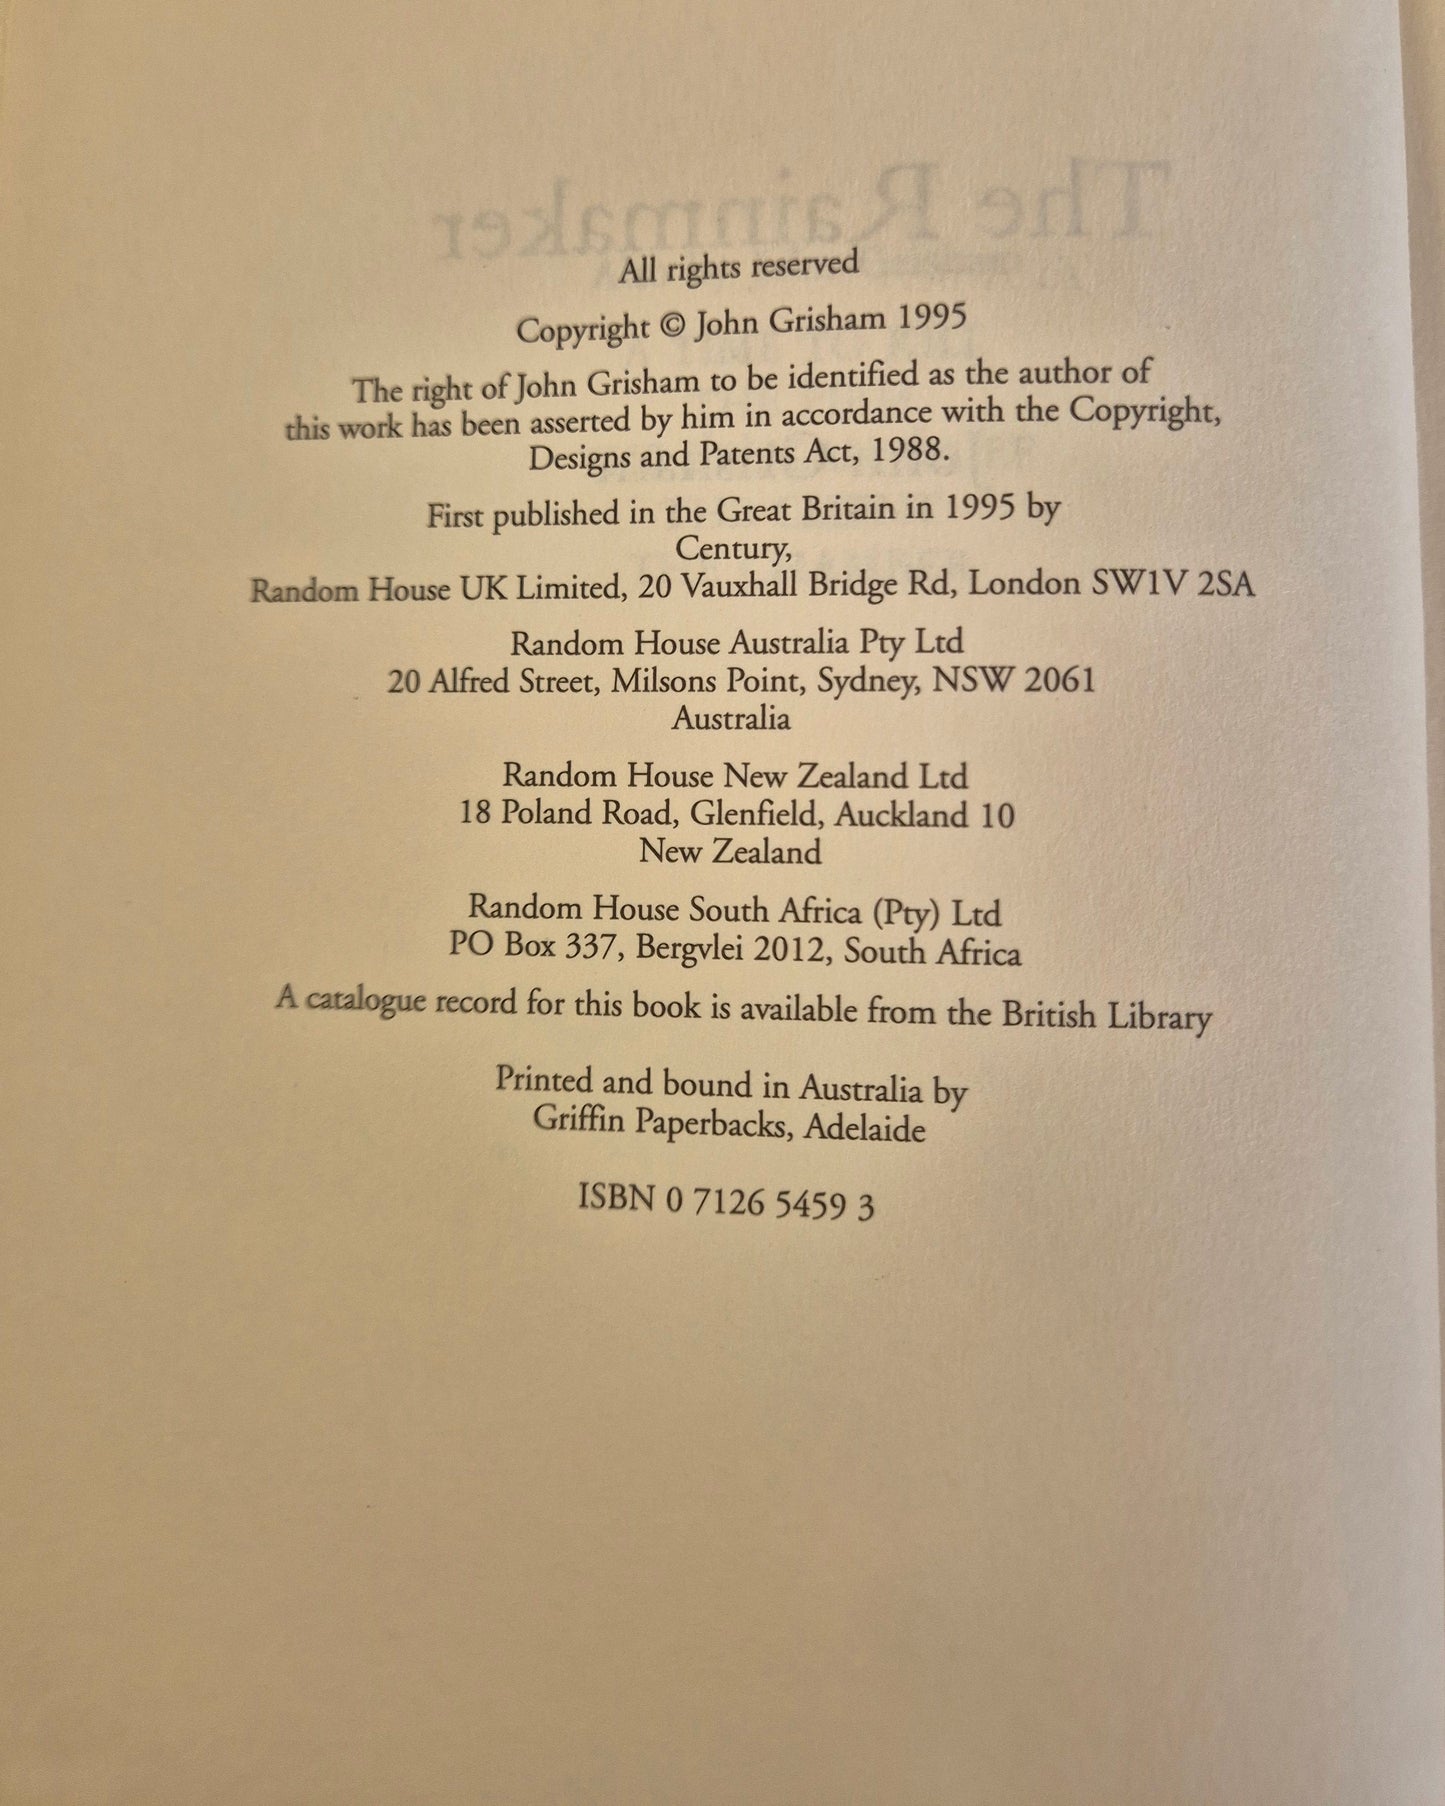 The Rainmaker
All rights reserved
Copyright © John Grisham 1995
The right of John Grisham to be identified as the author of
this work has been asserted by him in accordance with the Copyright,
Designs and Patents Act, 1988.
First published in the Great Britain in 1995 by
Century,
Random House UK Limited, 20 Vauxhall Bridge Rd, London SW1V 2SA
Random House Australia Pty Ltd
20 Alfred Street, Milsons Point, Sydney, NSW 2061
Australia
Random House New Zealand Ltd
18 Poland Road, Glenfield, Auckland 10
New Zealand
Random House South Africa (Pty) Ltd
PO Box 337, Bergvlei 2012, South Africa
A catalogue record for this book is available from the British Library
Printed and bound in Australia by
Griffin Paperbacks, Adelaide
ISBN 0 7126 5459 3